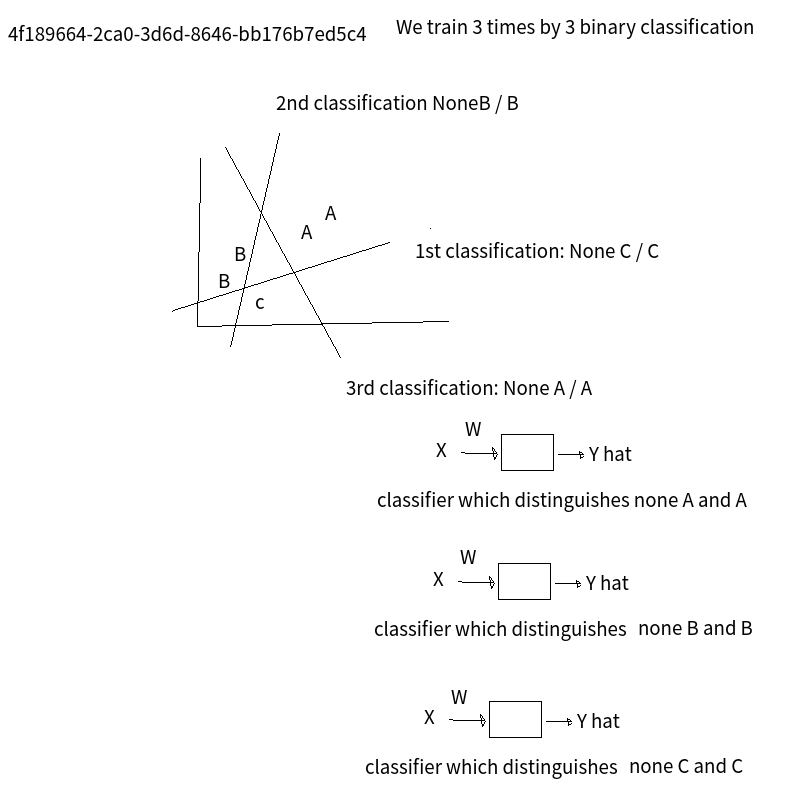 4f189664-2ca0-3d6d-8646-bb176b7ed5c4
We train 3 times by 3 binary classification
2nd classification NoneB / B
A
A
B
1st classification: None C / C
B
c
3rd classification: None A / A
W
X
Y hat
classifier which distinguishes none A and A
W
X
Y hat
classifier which distinguishes none B and B
W
X
Y hat
classifier which distinguishes none C and C